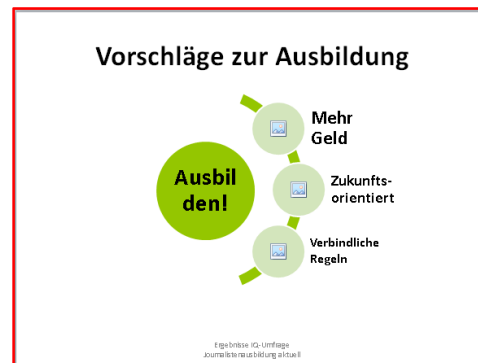 Vorschläge zur Ausbildung
Ausbil
den!
Mehr
Geld
Zukunfts-
orientiert
Verbindliche
Regeln
Ergebnisse IQ-Umfrage
Journalistenausbildung aktuell